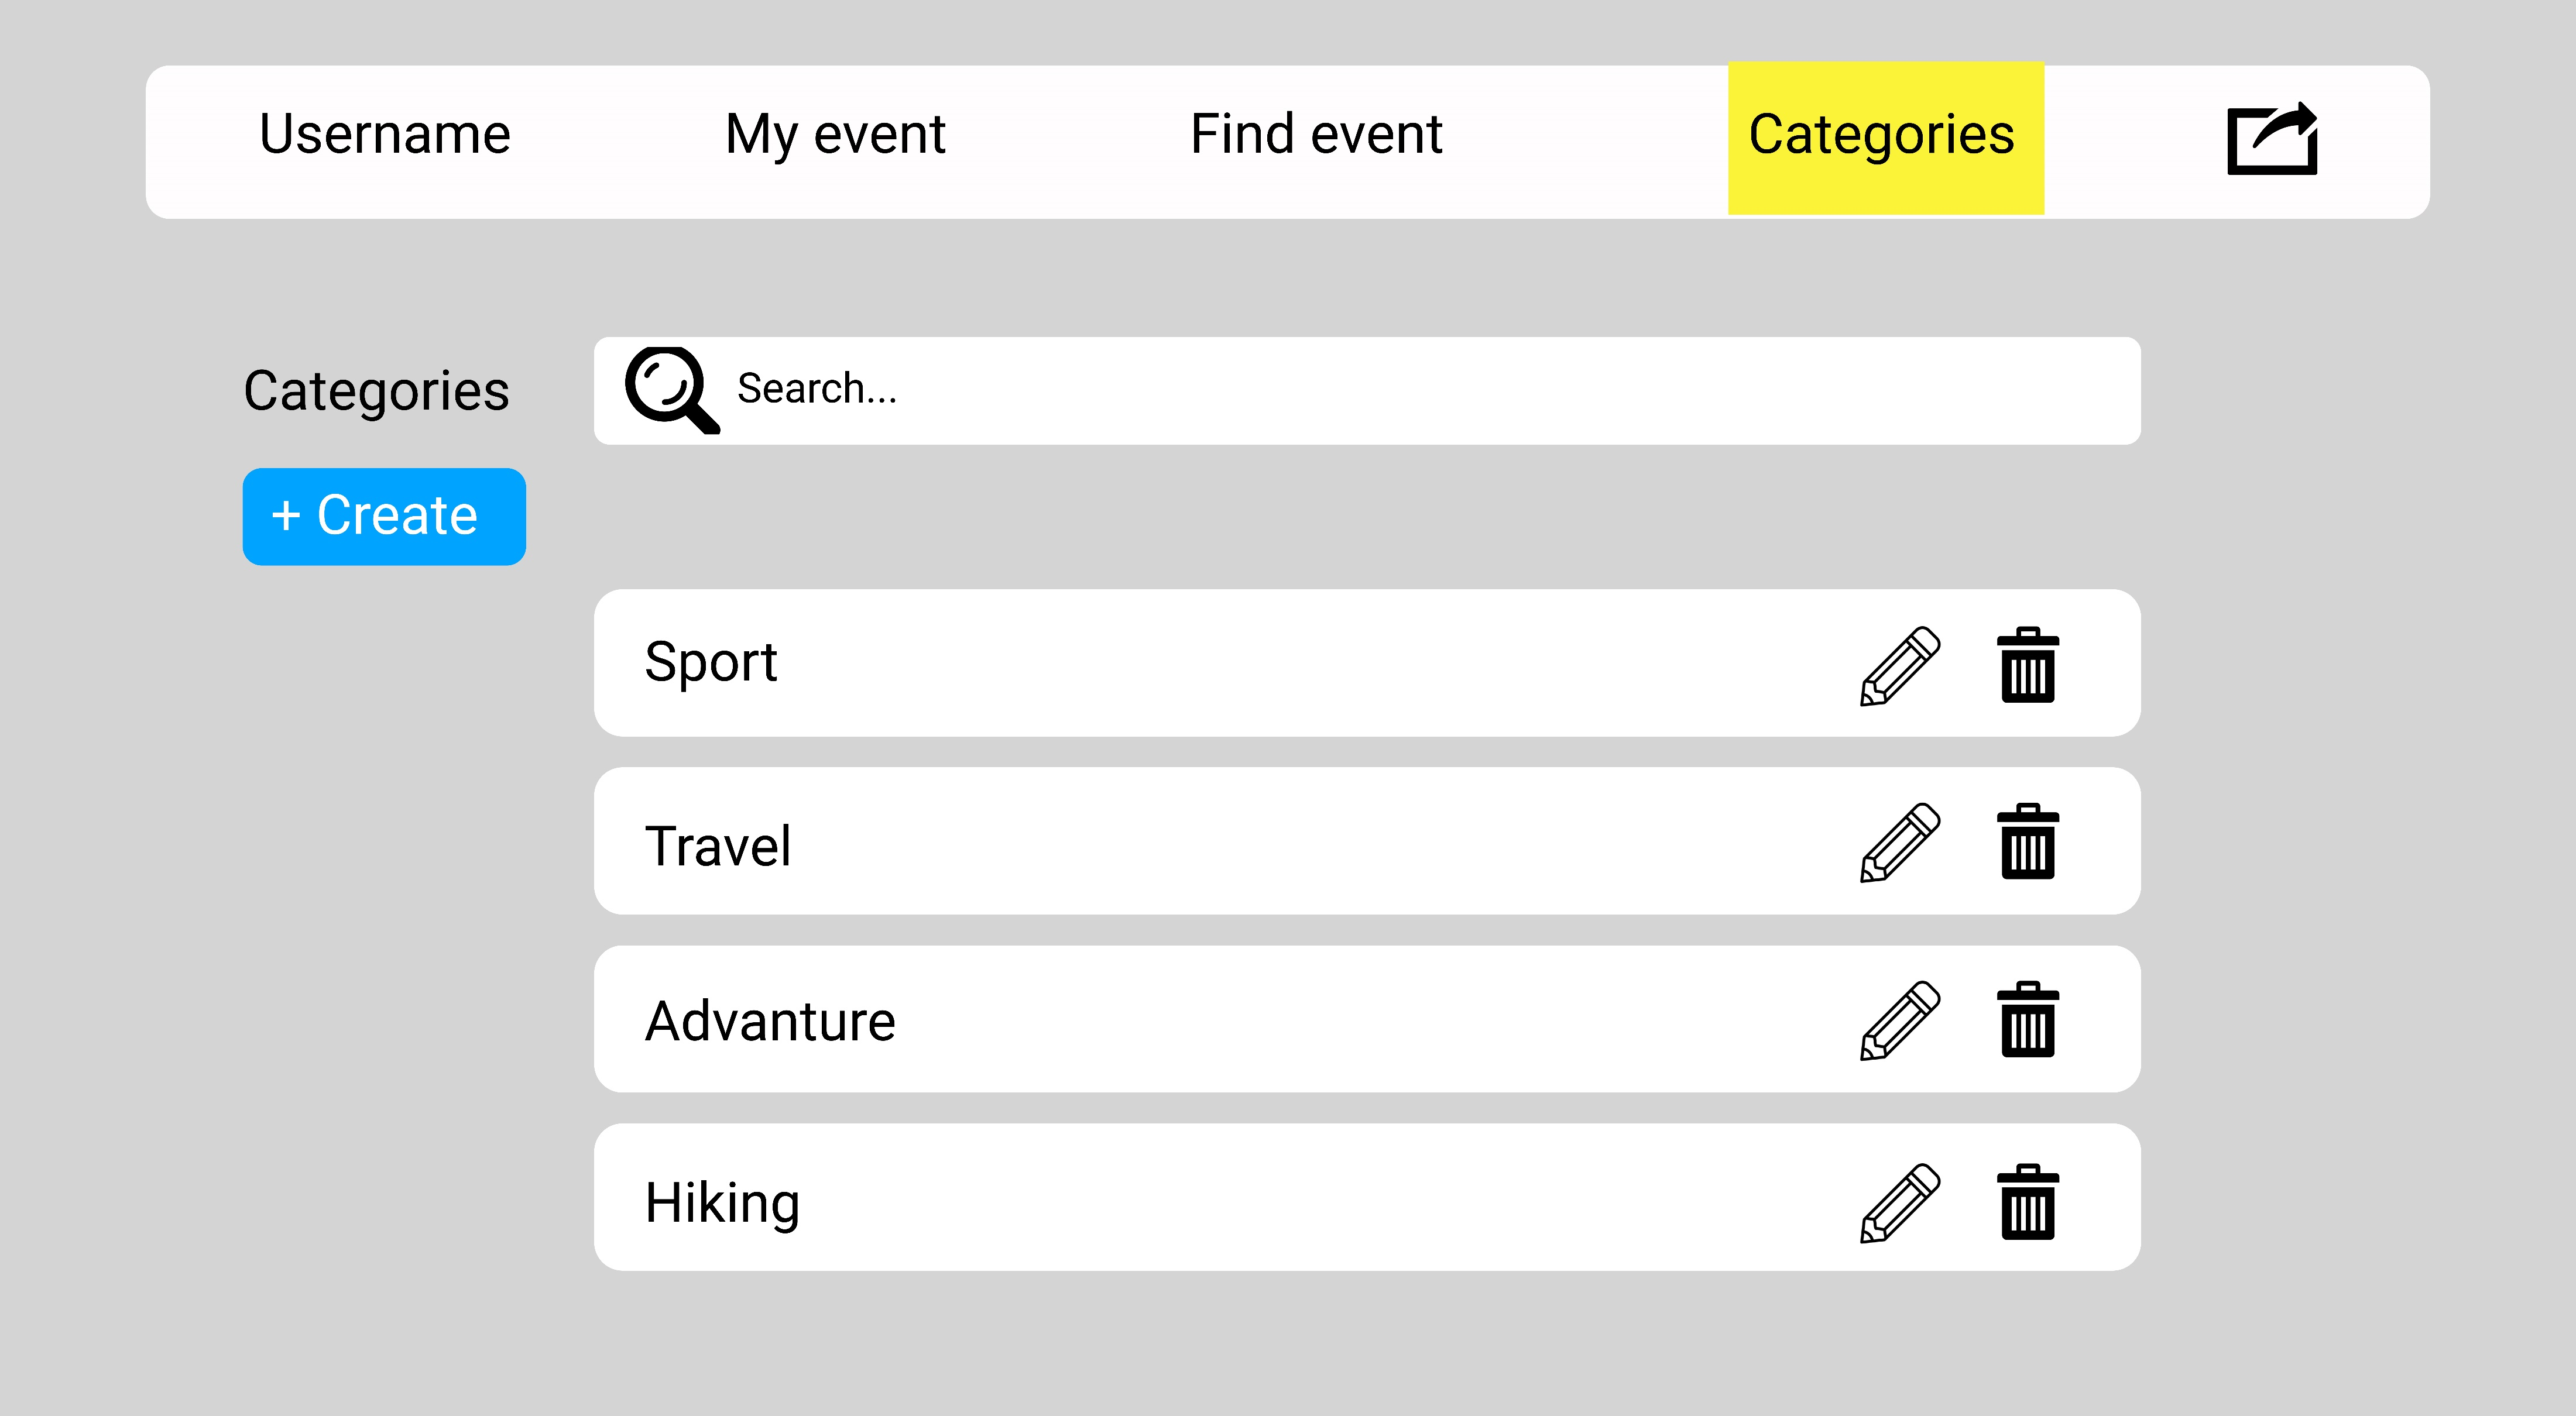 Username My event Find event Categories
Categories
Search...
+ Create
Sport
Travel
Advanture
Hiking